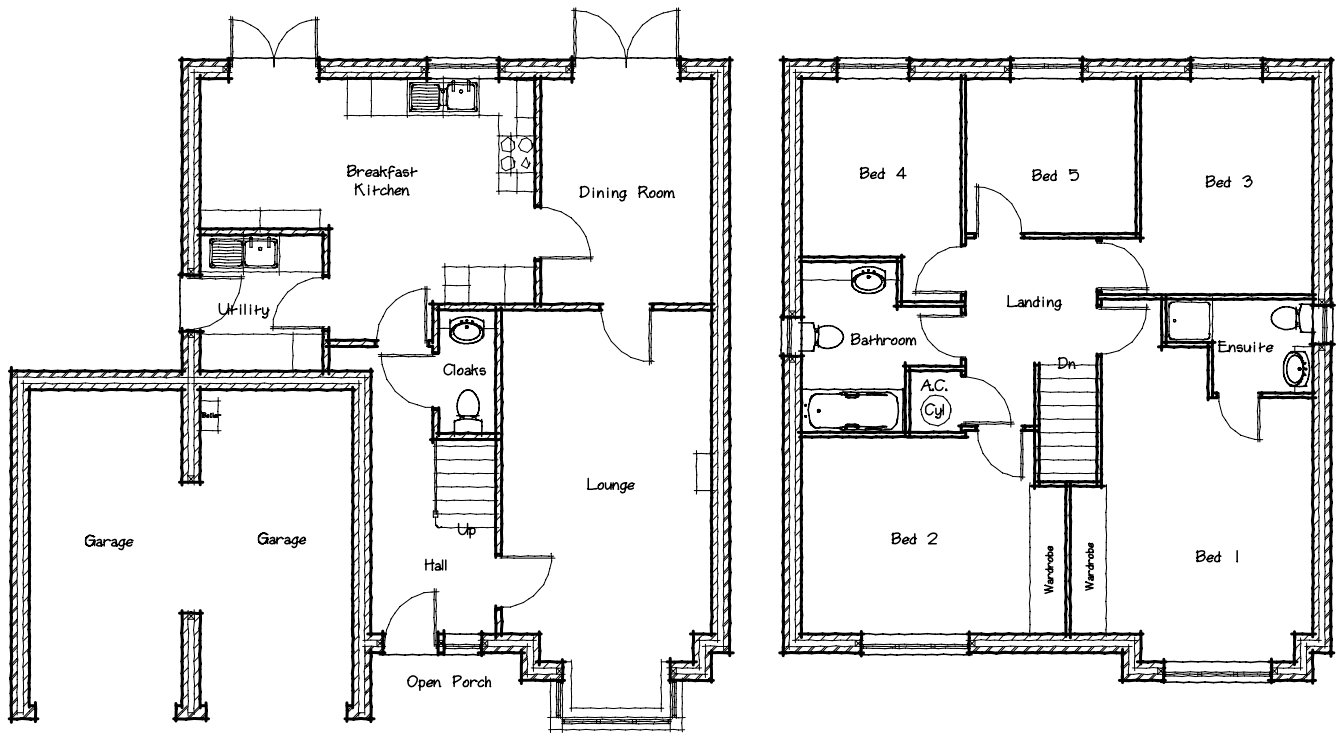 Breakfast
Kitchen
Dining Room
Utility
Cloaks
Boiler
Lounge
Garage
Garage
Up
Hall
Open Porch
Bed 4
Bed 5
Bed 3
Landing
Bathroom
Ensuite
Dn
A.C.
Cyl
Bed 2
Wardrobe
Wardrobe
Bed 1